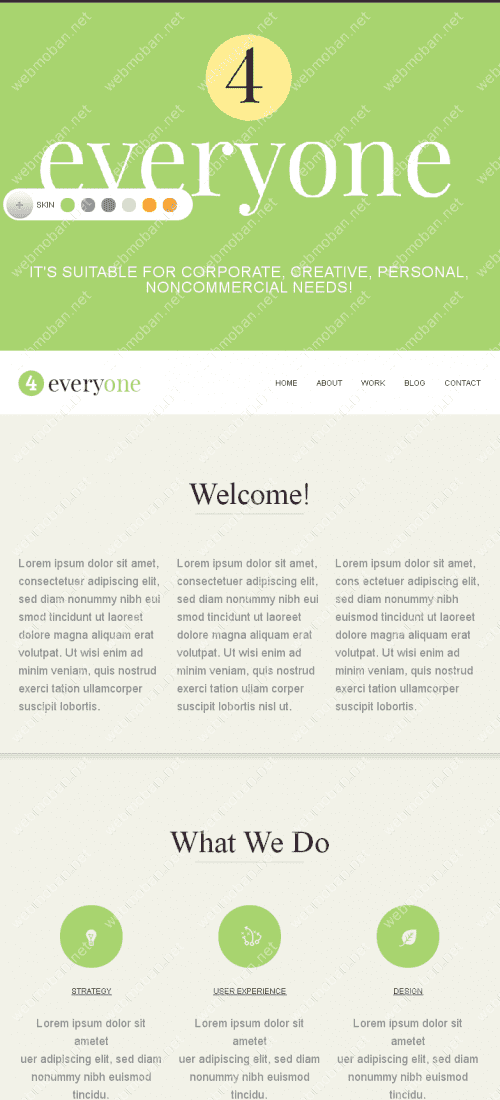 4
everyone
SKIN
IT'S SUITABLE FOR CORPORATE, CREATIVE, PERSONAL,
NONCOMMERCIAL NEEDS!
4 everyone
HOME ABOUT WORK BLOG CONTACT
Welcome!
Lorem ipsum dolor sit amet,
consectetuer adipiscing elit,
sed diam nonummy nibh eui
smod tincidunt ut laoreet
dolore magna aliquam erat
volutpat. Ut wisi enim ad
minim veniam, quis nostrud
exerci tation ullamcorper
suscipit lobortis.
Lorem ipsum dolor sit amet,
consectetuer adipiscing elit,
sed diam nonummy nibh eui
smod tincidunt ut laoreet
dolore magna aliquam erat
volutpat. Ut wisi enim ad
minim veniam, quis nostrud
exerci tation ullam corper
suscipit lobortis nisl ut.
Lorem ipsum dolor sit amet,
cons ectetuer adipiscing elit,
sed diam nonummy nibh
euismod tincidunt ut laoreet
dolore magna aliquam erat
volutpat. Ut wisi enim ad
minim veniam, quis nostrud
exerci tation ullamcorper
suscipit lobortis.
What We Do
STRATEGY
Lorem ipsum dolor sit
ametet
uer adipiscing elit, sed diam
nonummy nibh euismod
tincidu.
USER EXPERIENCE
Lorem ipsum dolor sit
ametet
uer adipiscing elit, sed diam
nonummy nibh euismod
tincidu.
DESIGN
Lorem ipsum dolor sit
ametet
uer adipiscing elit, sed diam
nonummy nibh euismod
tincidu.
webmoban.net